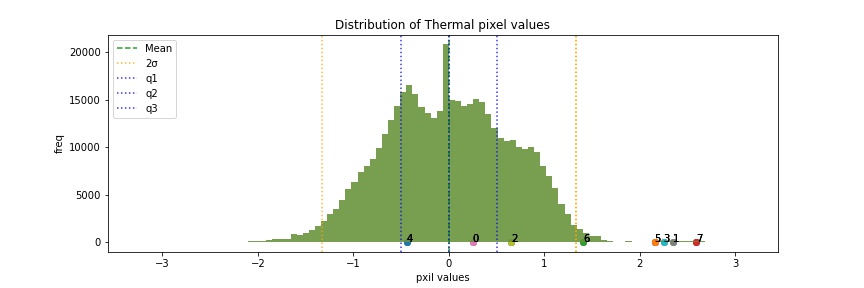 Distribution of Thermal pixel values
Mean
2σ
q1
q2
q3
freq
20000
15000
10000
5000
0
4 0 2 6 5 3 1 7
−3 −2 −1 0 1 2 3
pxil values